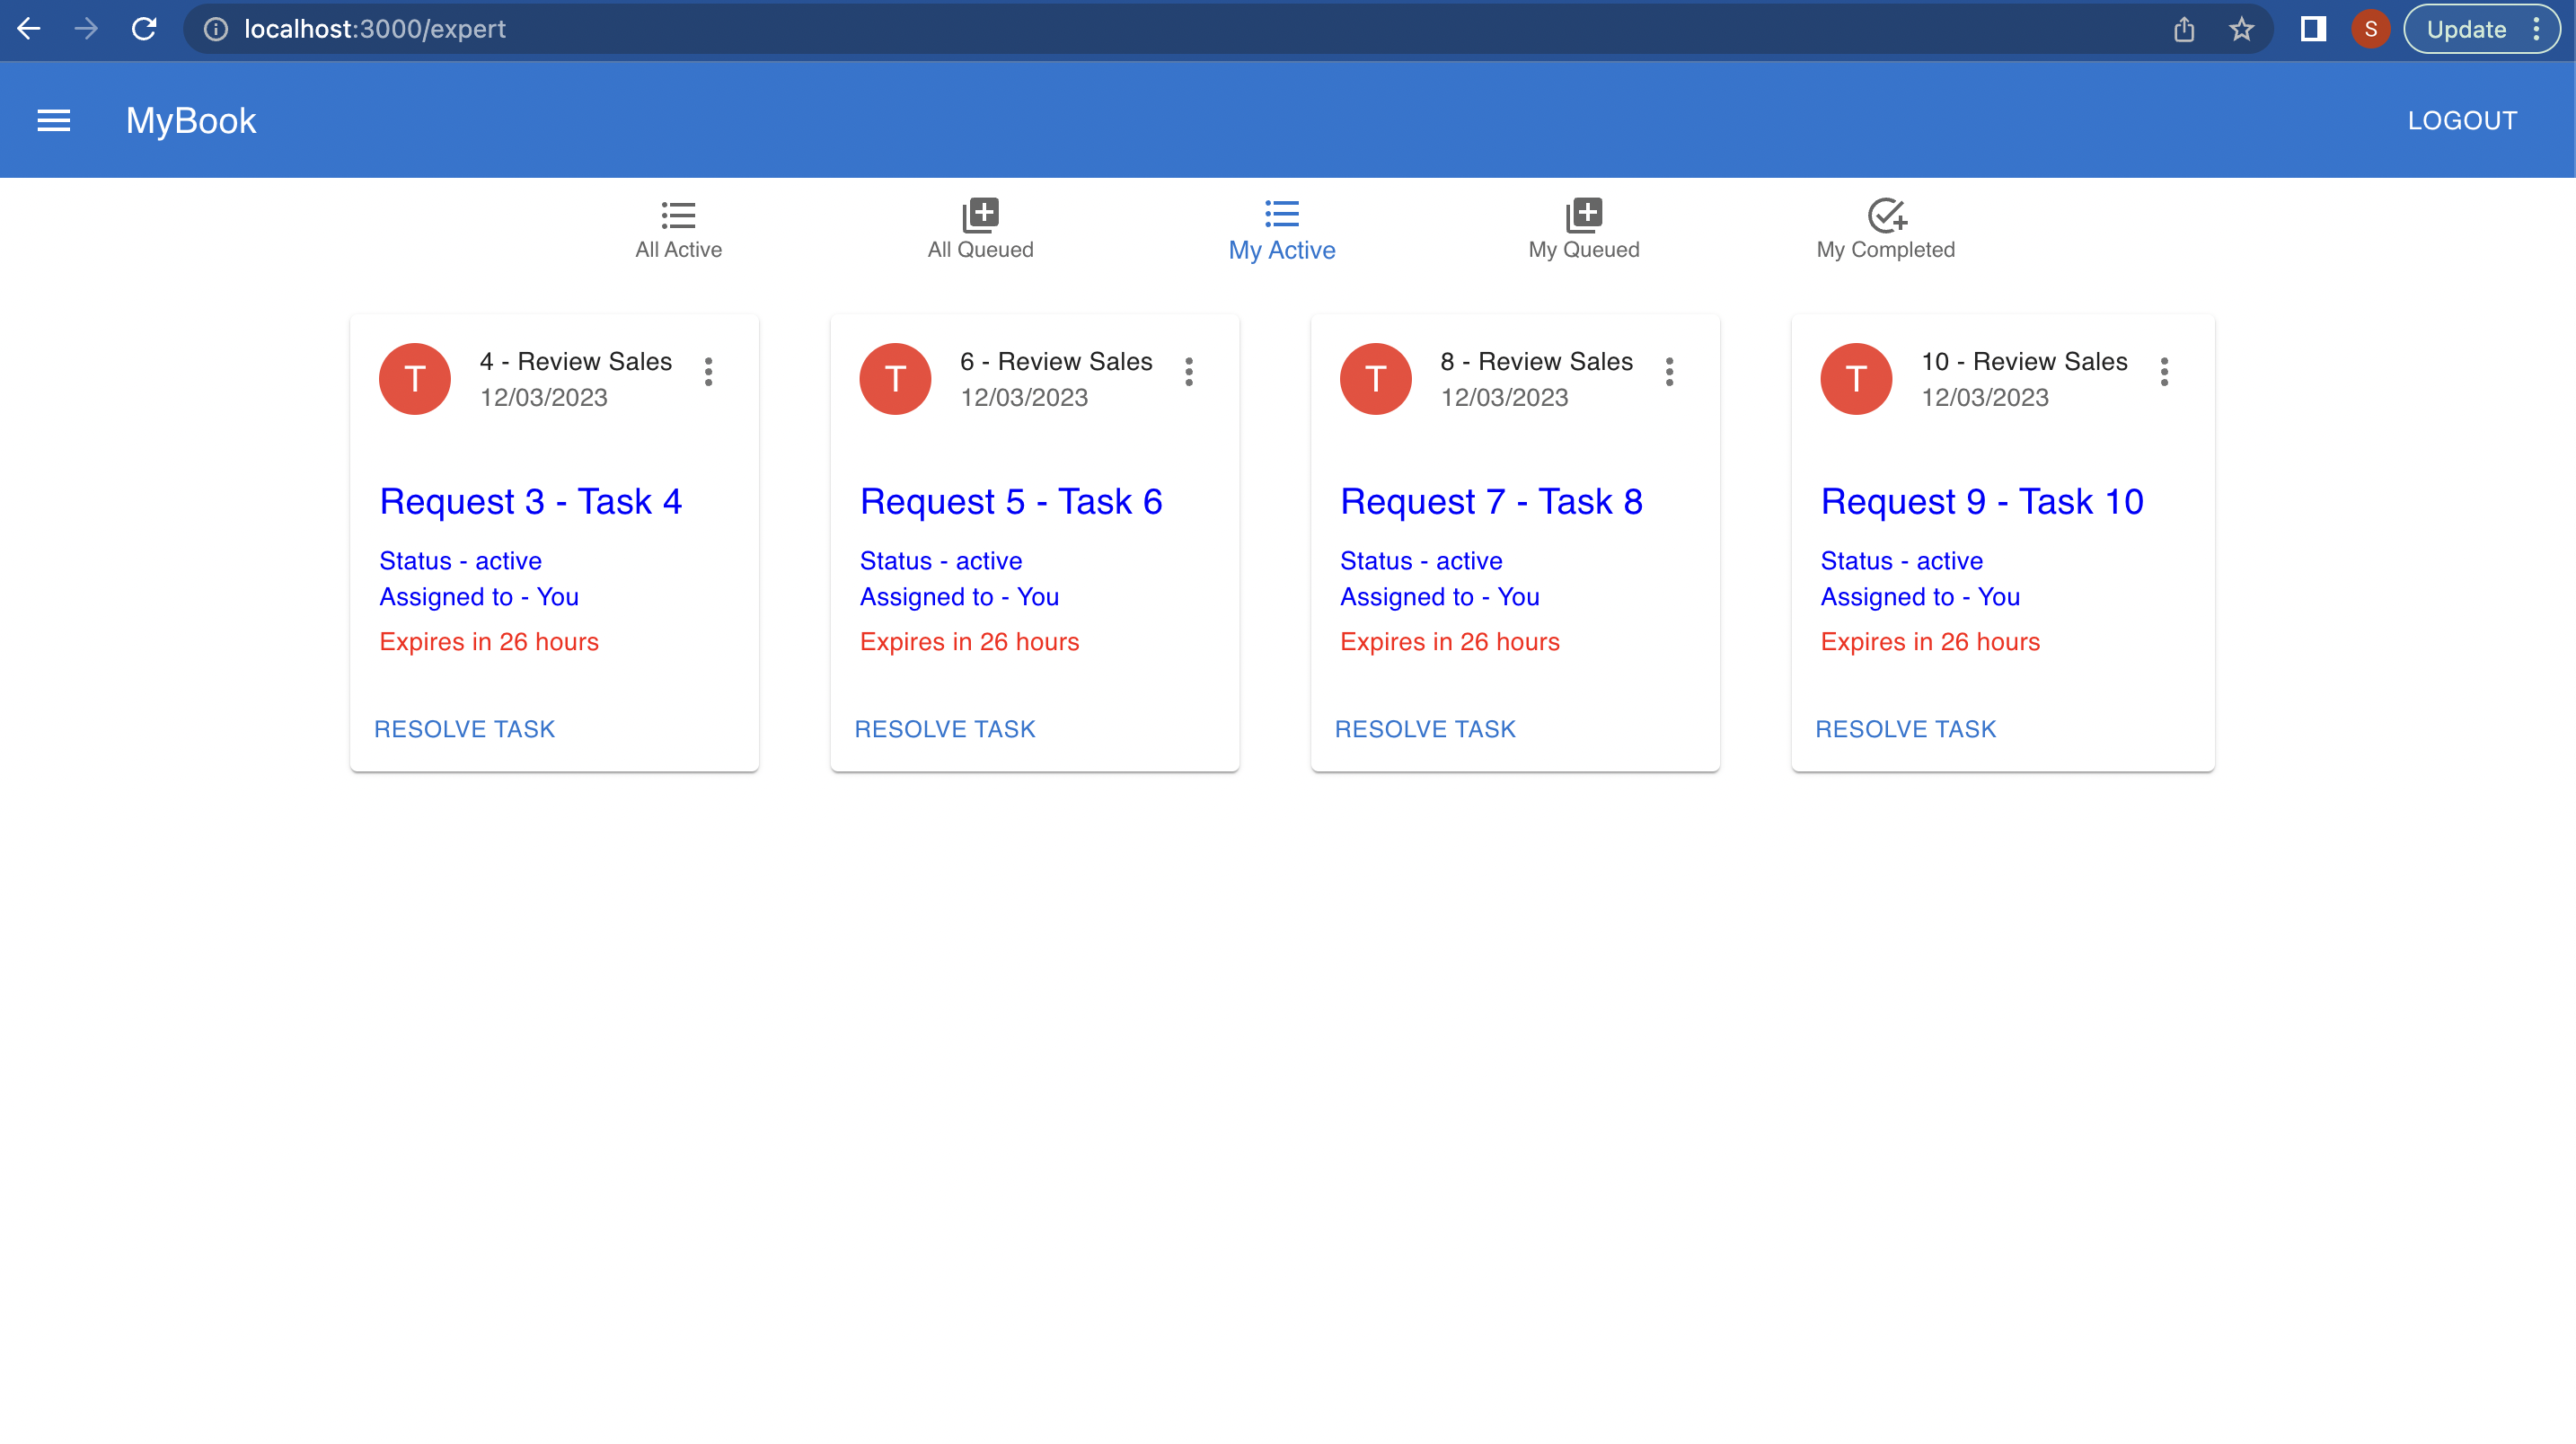 localhost:3000/expert
S
Update
MyBook
LOGOUT
All Active
All Queued
My Active
My Queued
My Completed
T
4 - Review Sales
12/03/2023
Request 3 - Task 4
Status - active
Assigned to - You
Expires in 26 hours
RESOLVE TASK
T
6 - Review Sales
12/03/2023
Request 5 - Task 6
Status - active
Assigned to - You
Expires in 26 hours
RESOLVE TASK
T
8 - Review Sales
12/03/2023
Request 7 - Task 8
Status - active
Assigned to - You
Expires in 26 hours
RESOLVE TASK
T
10 - Review Sales
12/03/2023
Request 9 - Task 10
Status - active
Assigned to - You
Expires in 26 hours
RESOLVE TASK